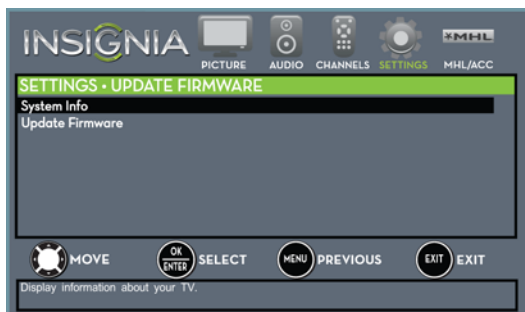 INSIGNIA
PICTURE AUDIO CHANNELS SETTINGS MHL/ACC
MHL
SETTINGS • UPDATE FIRMWARE
System Info
Update Firmware
MOVE OK ENTER SELECT MENU PREVIOUS EXIT EXIT
Display information about your TV.